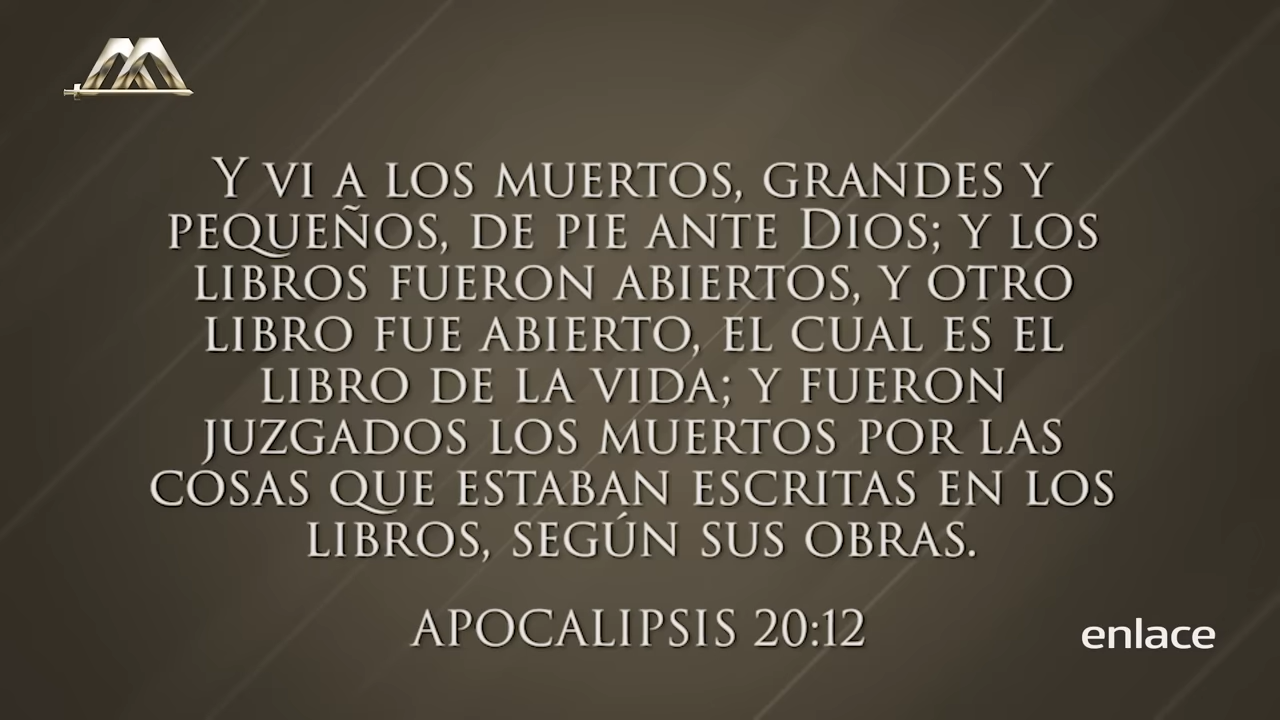 Y vi a los muertos, grandes y
pequeños, de pie ante Dios; y los
libros fueron abiertos, y otro
libro fue abierto, el cual es el
libro de la vida; y fueron
juzgados los muertos por las
cosas que estaban escritas en los
libros, según sus obras.
Apocalipsis 20:12
enlace